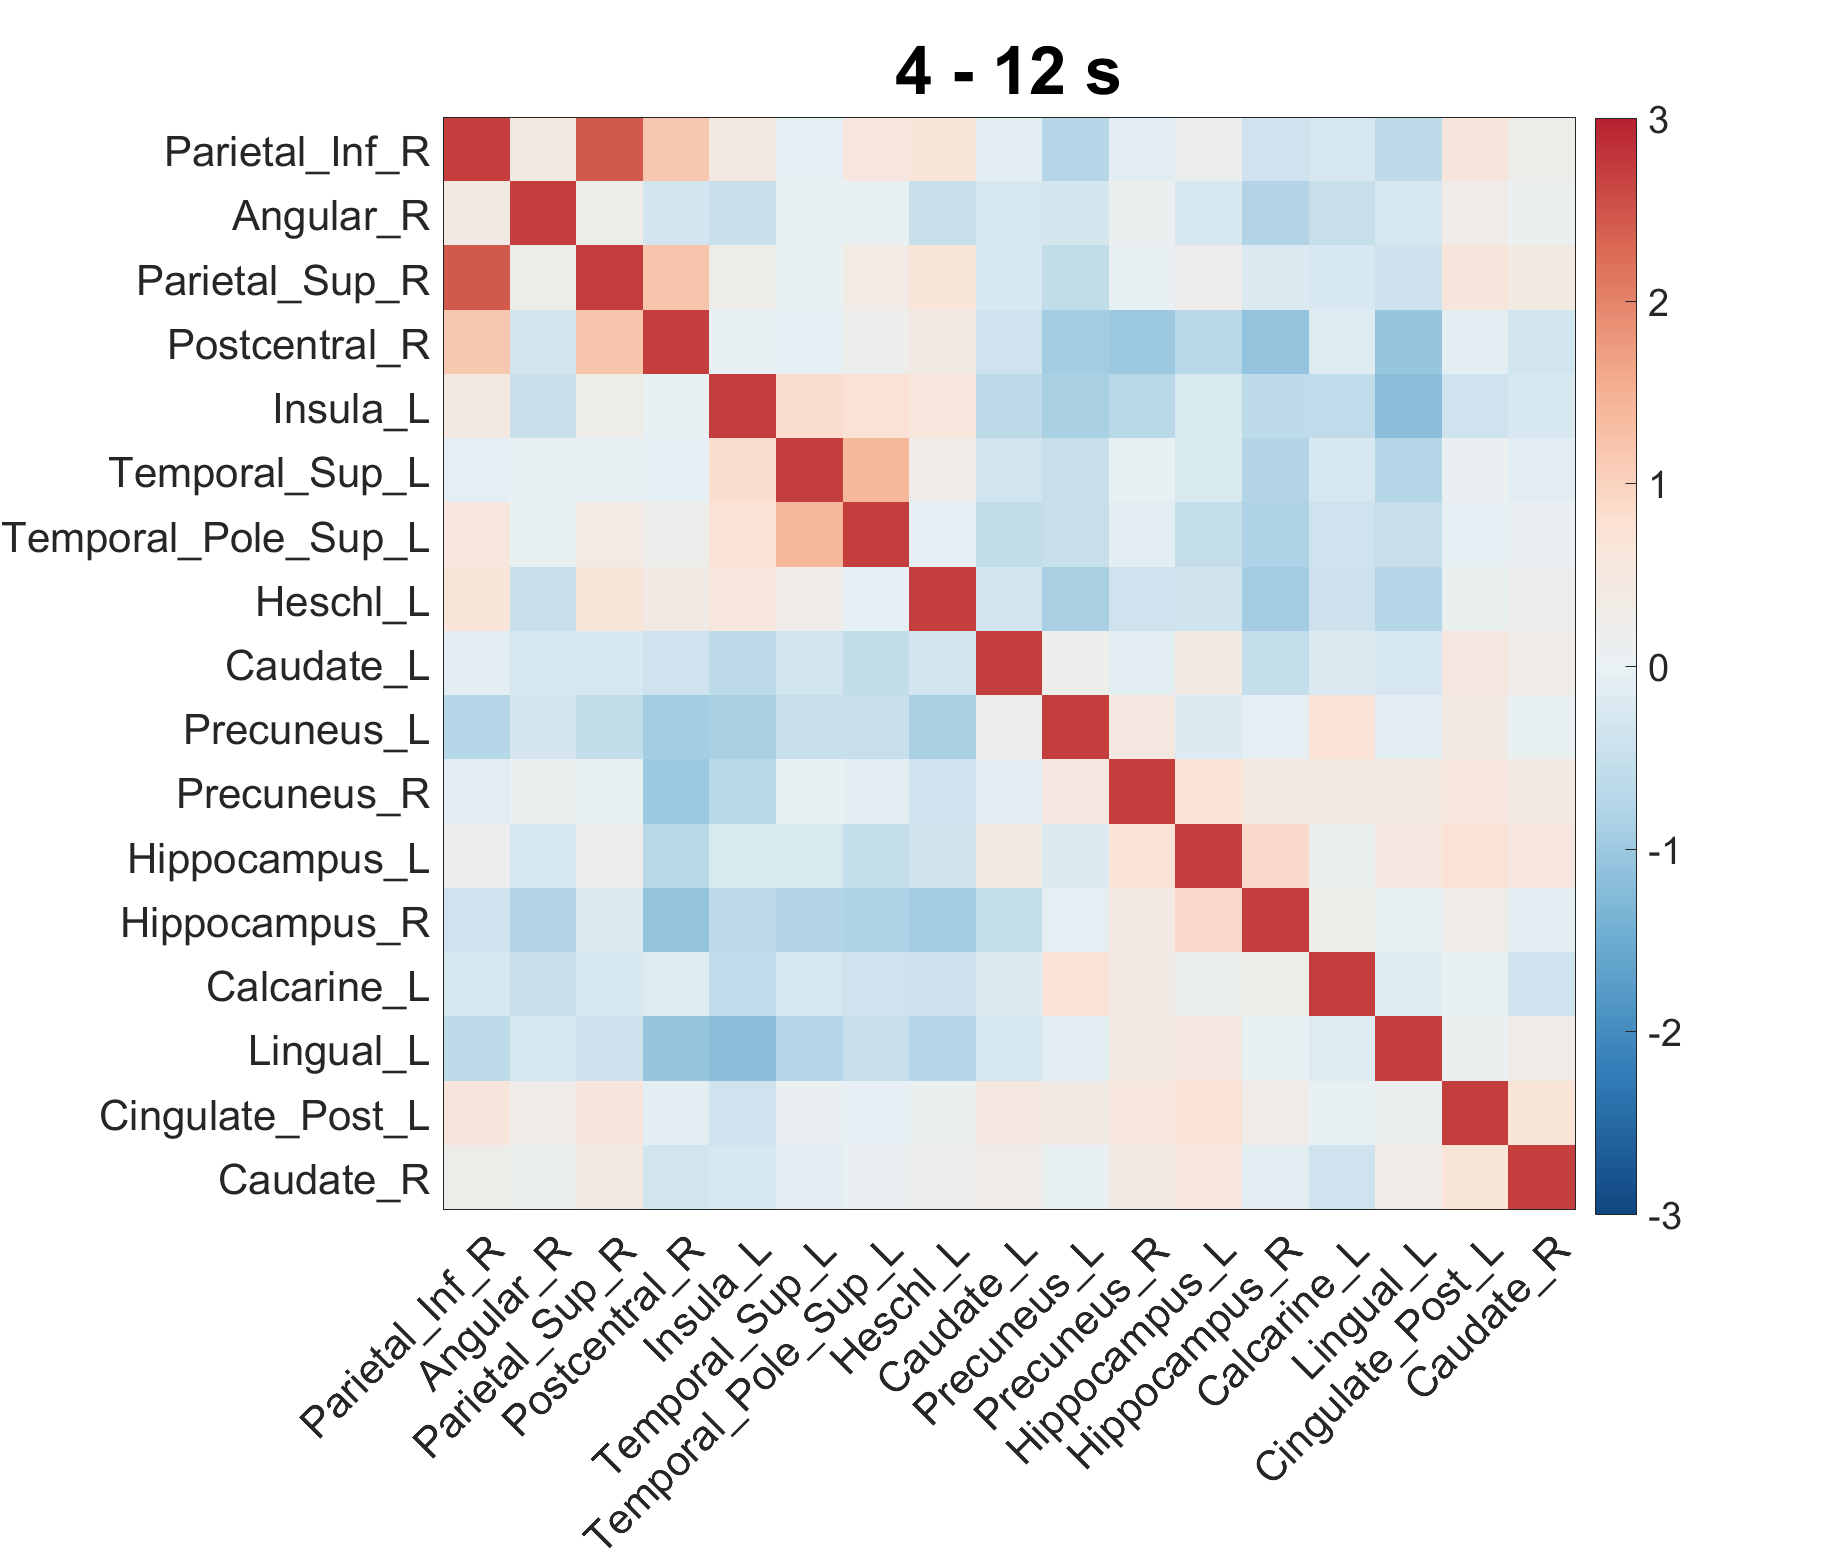 4 - 12 s
Parietal_Inf_R
Angular_R
Parietal_Sup_R
Postcentral_R
Insula_L
Temporal_Sup_L
Temporal_Pole_Sup_L
Heschl_L
Caudate_L
Precuneus_L
Precuneus_R
Hippocampus_L
Hippocampus_R
Calcarine_L
Lingual_L
Cingulate_Post_L
Caudate_R
3
2
1
0
-1
-2
-3
Parietal_Inf_R
Angular_R
Parietal_Sup_R
Postcentral_R
Insula_L
Temporal_Sup_L
Temporal_Pole_Sup_L
Heschl_L
Caudate_L
Precuneus_L
Precuneus_R
Hippocampus_L
Hippocampus_R
Calcarine_L
Lingual_L
Cingulate_Post_L
Caudate_R